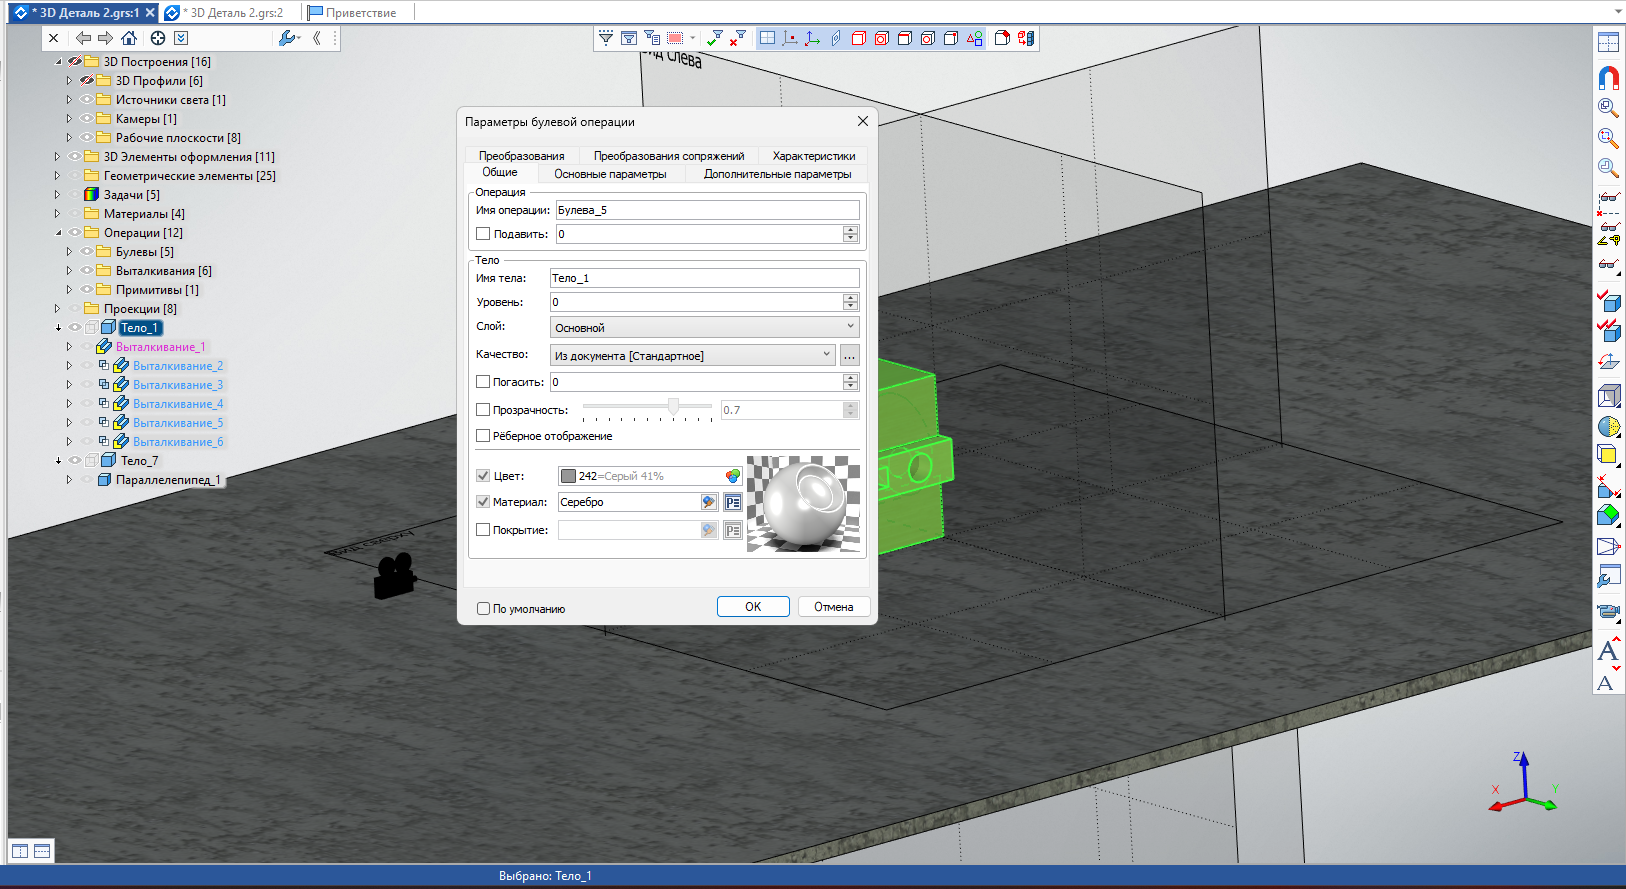 * 3D Деталь 2.grs:1
* 3D Деталь 2.grs:2
Приветствие
3D Построения [16]
3D Профили [6]
Источники света [1]
Камеры [1]
Рабочие плоскости [8]
3D Элементы оформления [11]
Геометрические элементы [25]
Задачи [5]
Материалы [4]
Операции [12]
Булевы [5]
Выталкивания [6]
Примитивы [1]
Проекции [8]
Тело_1
Выталкивание_1
Выталкивание_2
Выталкивание_3
Выталкивание_4
Выталкивание_5
Выталкивание_6
Тело_7
Параллелепипед_1
Слева
Параметры булевой операции
Преобразования
Преобразования сопряжений
Характеристики
Общие
Основные параметры
Дополнительные параметры
Операция
Имя операции: Булева_5
Подавить: 0
Тело
Имя тела: Тело_1
Уровень: 0
Слой: Основной
Качество: Из документа [Стандартное] ...
Погасить: 0
Прозрачность: 0.7
Рёберное отображение
Цвет: 242=Серый 41%
Материал: Серебро
Покрытие:
По умолчанию
OK
Отмена
A
A
Z
X
Y
Выбрано: Тело_1